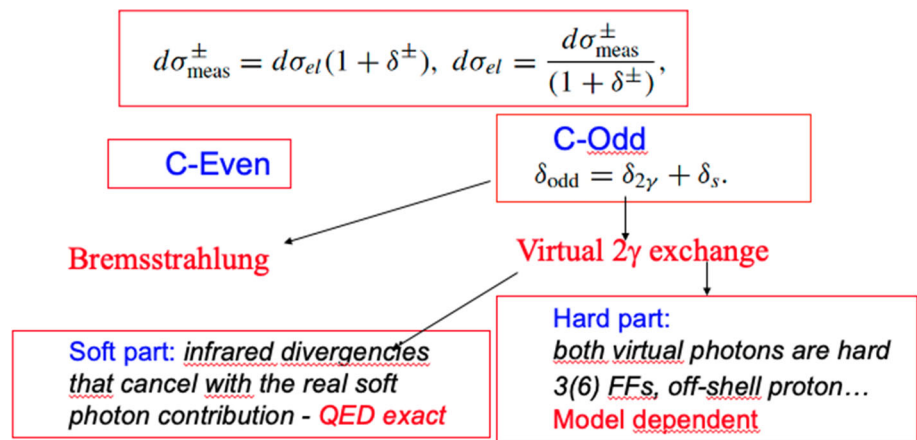 dσ±meas = dσel(1 + δ±), dσel = dσ±meas / (1 + δ±),
C-Even
C-Odd
δodd = δ2γ + δs.
Bremsstrahlung
Virtual 2γ exchange
Soft part: infrared divergencies
that cancel with the real soft
photon contribution - QED exact
Hard part:
both virtual photons are hard
3(6) FFs, off-shell proton…
Model dependent